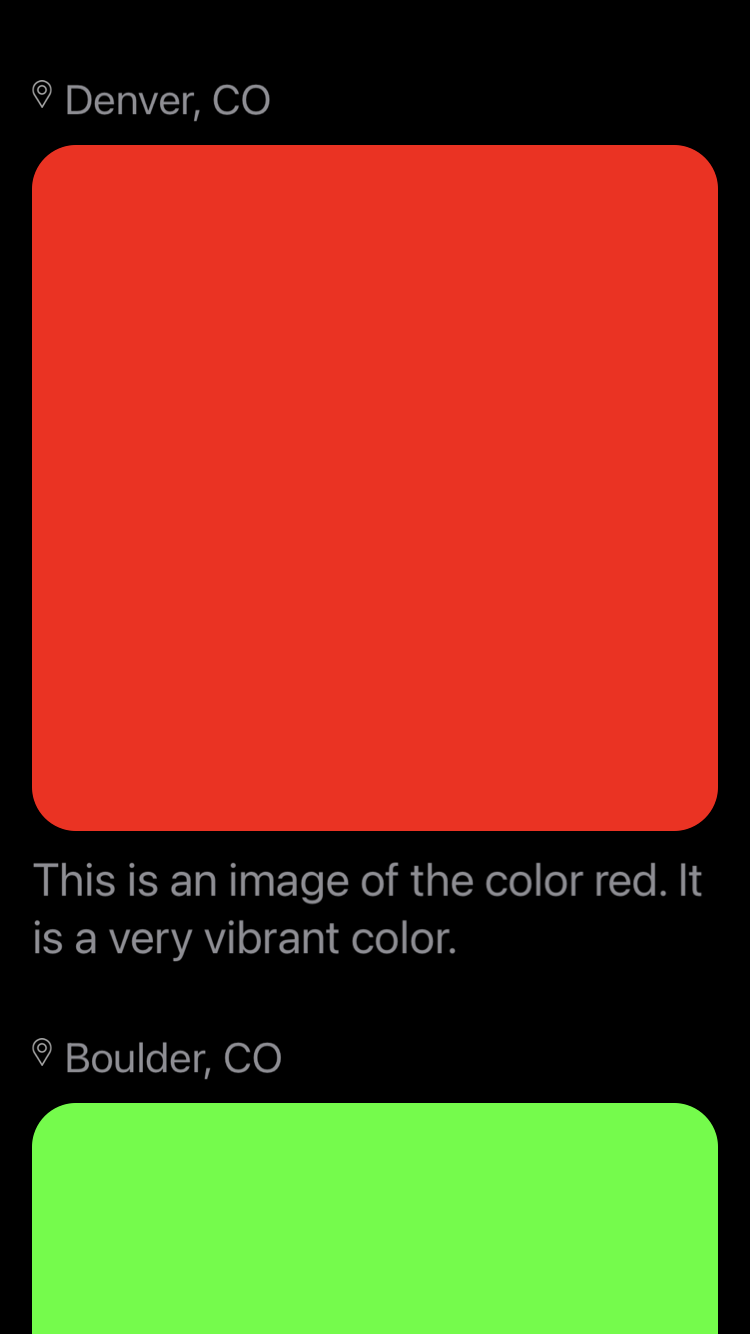 Denver, CO
This is an image of the color red. It
is a very vibrant color.
Boulder, CO